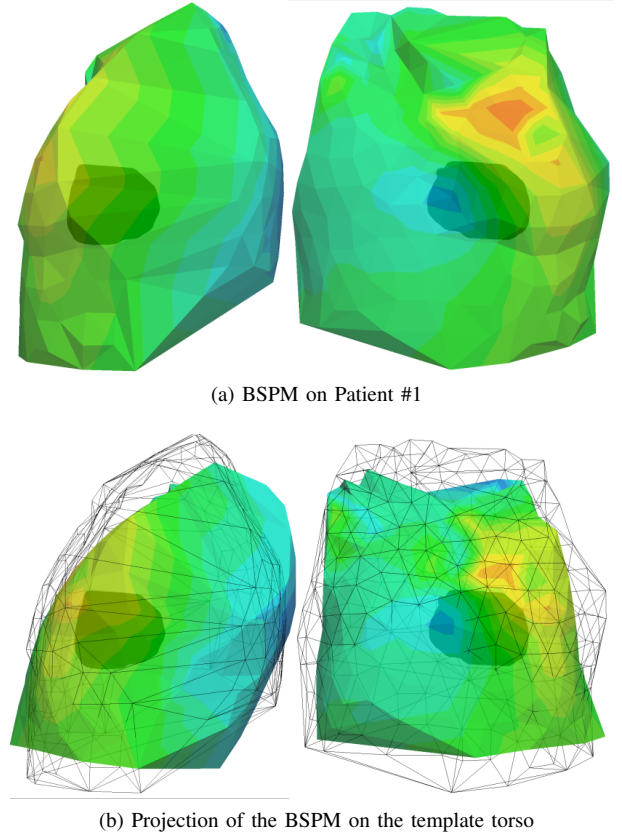 (a) BSPM on Patient #1
(b) Projection of the BSPM on the template torso